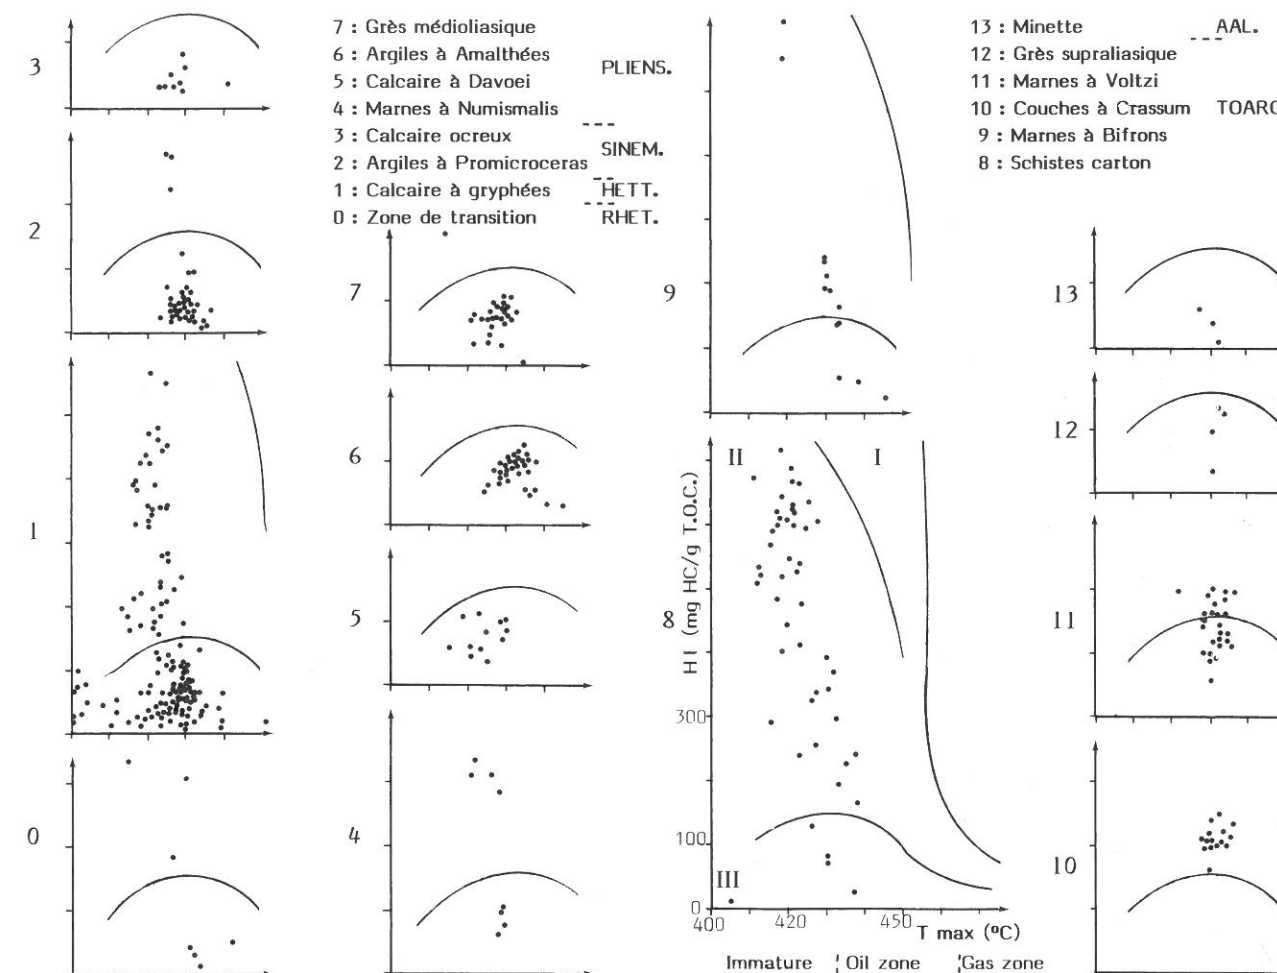 7 : Grès médioliasique
6 : Argiles à Amalthées
5 : Calcaire à Davoei
4 : Marnes à Numismalis
3 : Calcaire ocreux
2 : Argiles à Promicroceras
1 : Calcaire à gryphées
0 : Zone de transition
PLIENS.
SINEM.
HETT.
RHET.
13 : Minette
12 : Grès supraliasique
11 : Marnes à Voltzi
10 : Couches à Crassum
9 : Marnes à Bifrons
8 : Schistes carton
AAL.
TOARC
3
2
1
0
7
6
5
4
9
8
II
I
III
HI (mg HC/g T.O.C.)
300
100
0
400
420
450
T max (ºC)
Immature
Oil zone
Gas zone
13
12
11
10